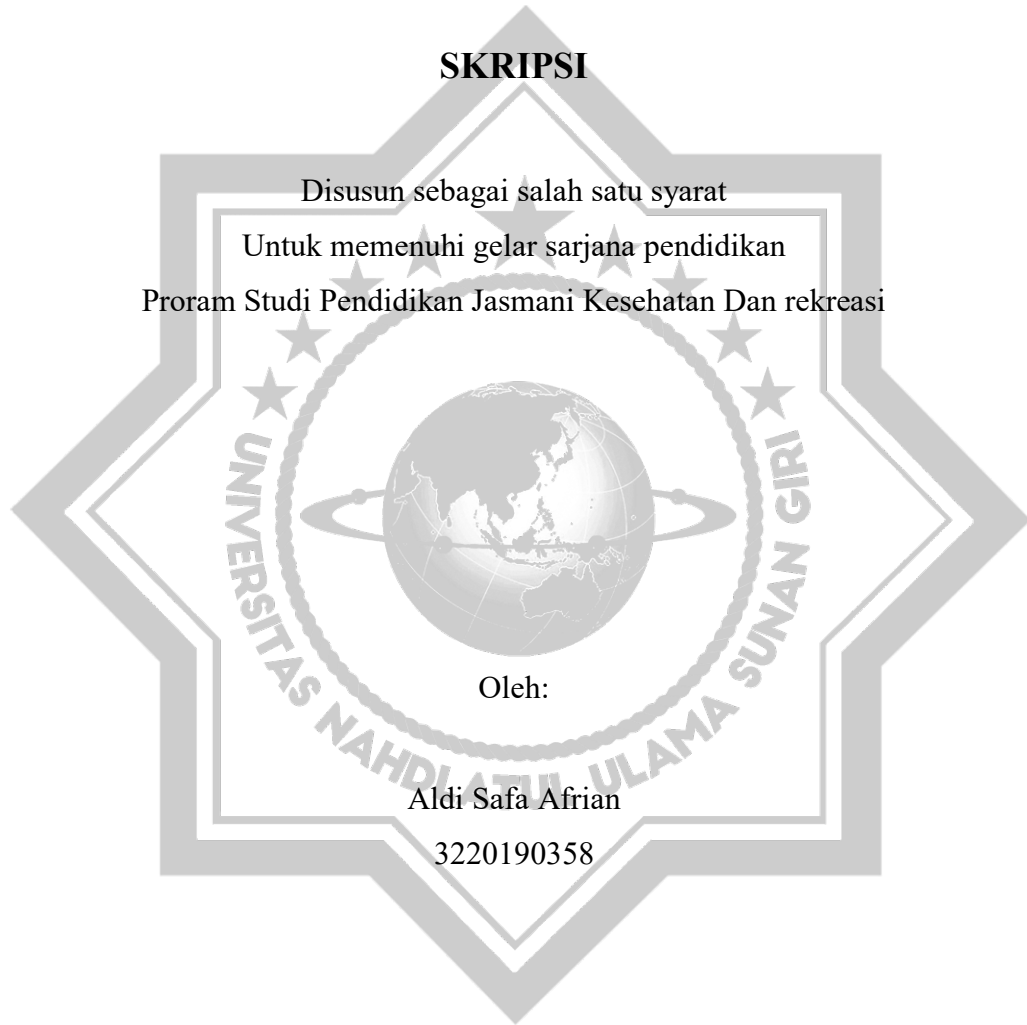 SKRIPSI
Disusun sebagai salah satu syarat
Untuk memenuhi gelar sarjana pendidikan
Proram Studi Pendidikan Jasmani Kesehatan Dan rekreasi
UNIVERSITAS NAHDLATUL ULAMA SUNAN GIRI
Oleh:
Aldi Safa Afrian
3220190358